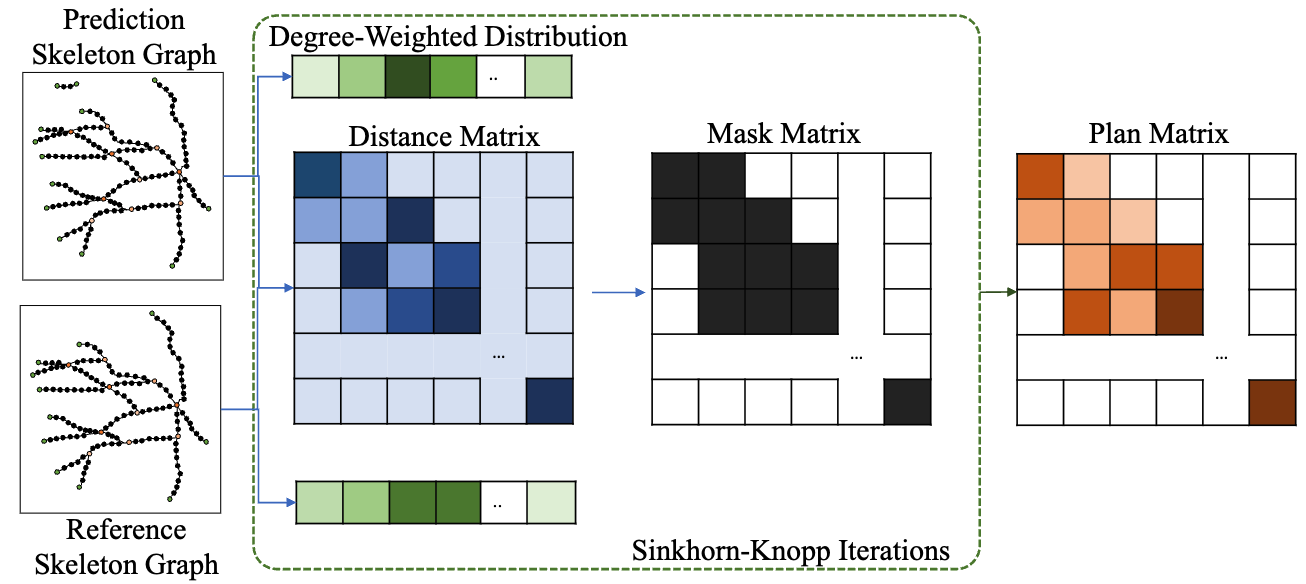 Prediction
Skeleton Graph
Degree-Weighted Distribution
..
Distance Matrix
Mask Matrix
Plan Matrix
...
...
...
..
Reference
Skeleton Graph
Sinkhorn-Knopp Iterations